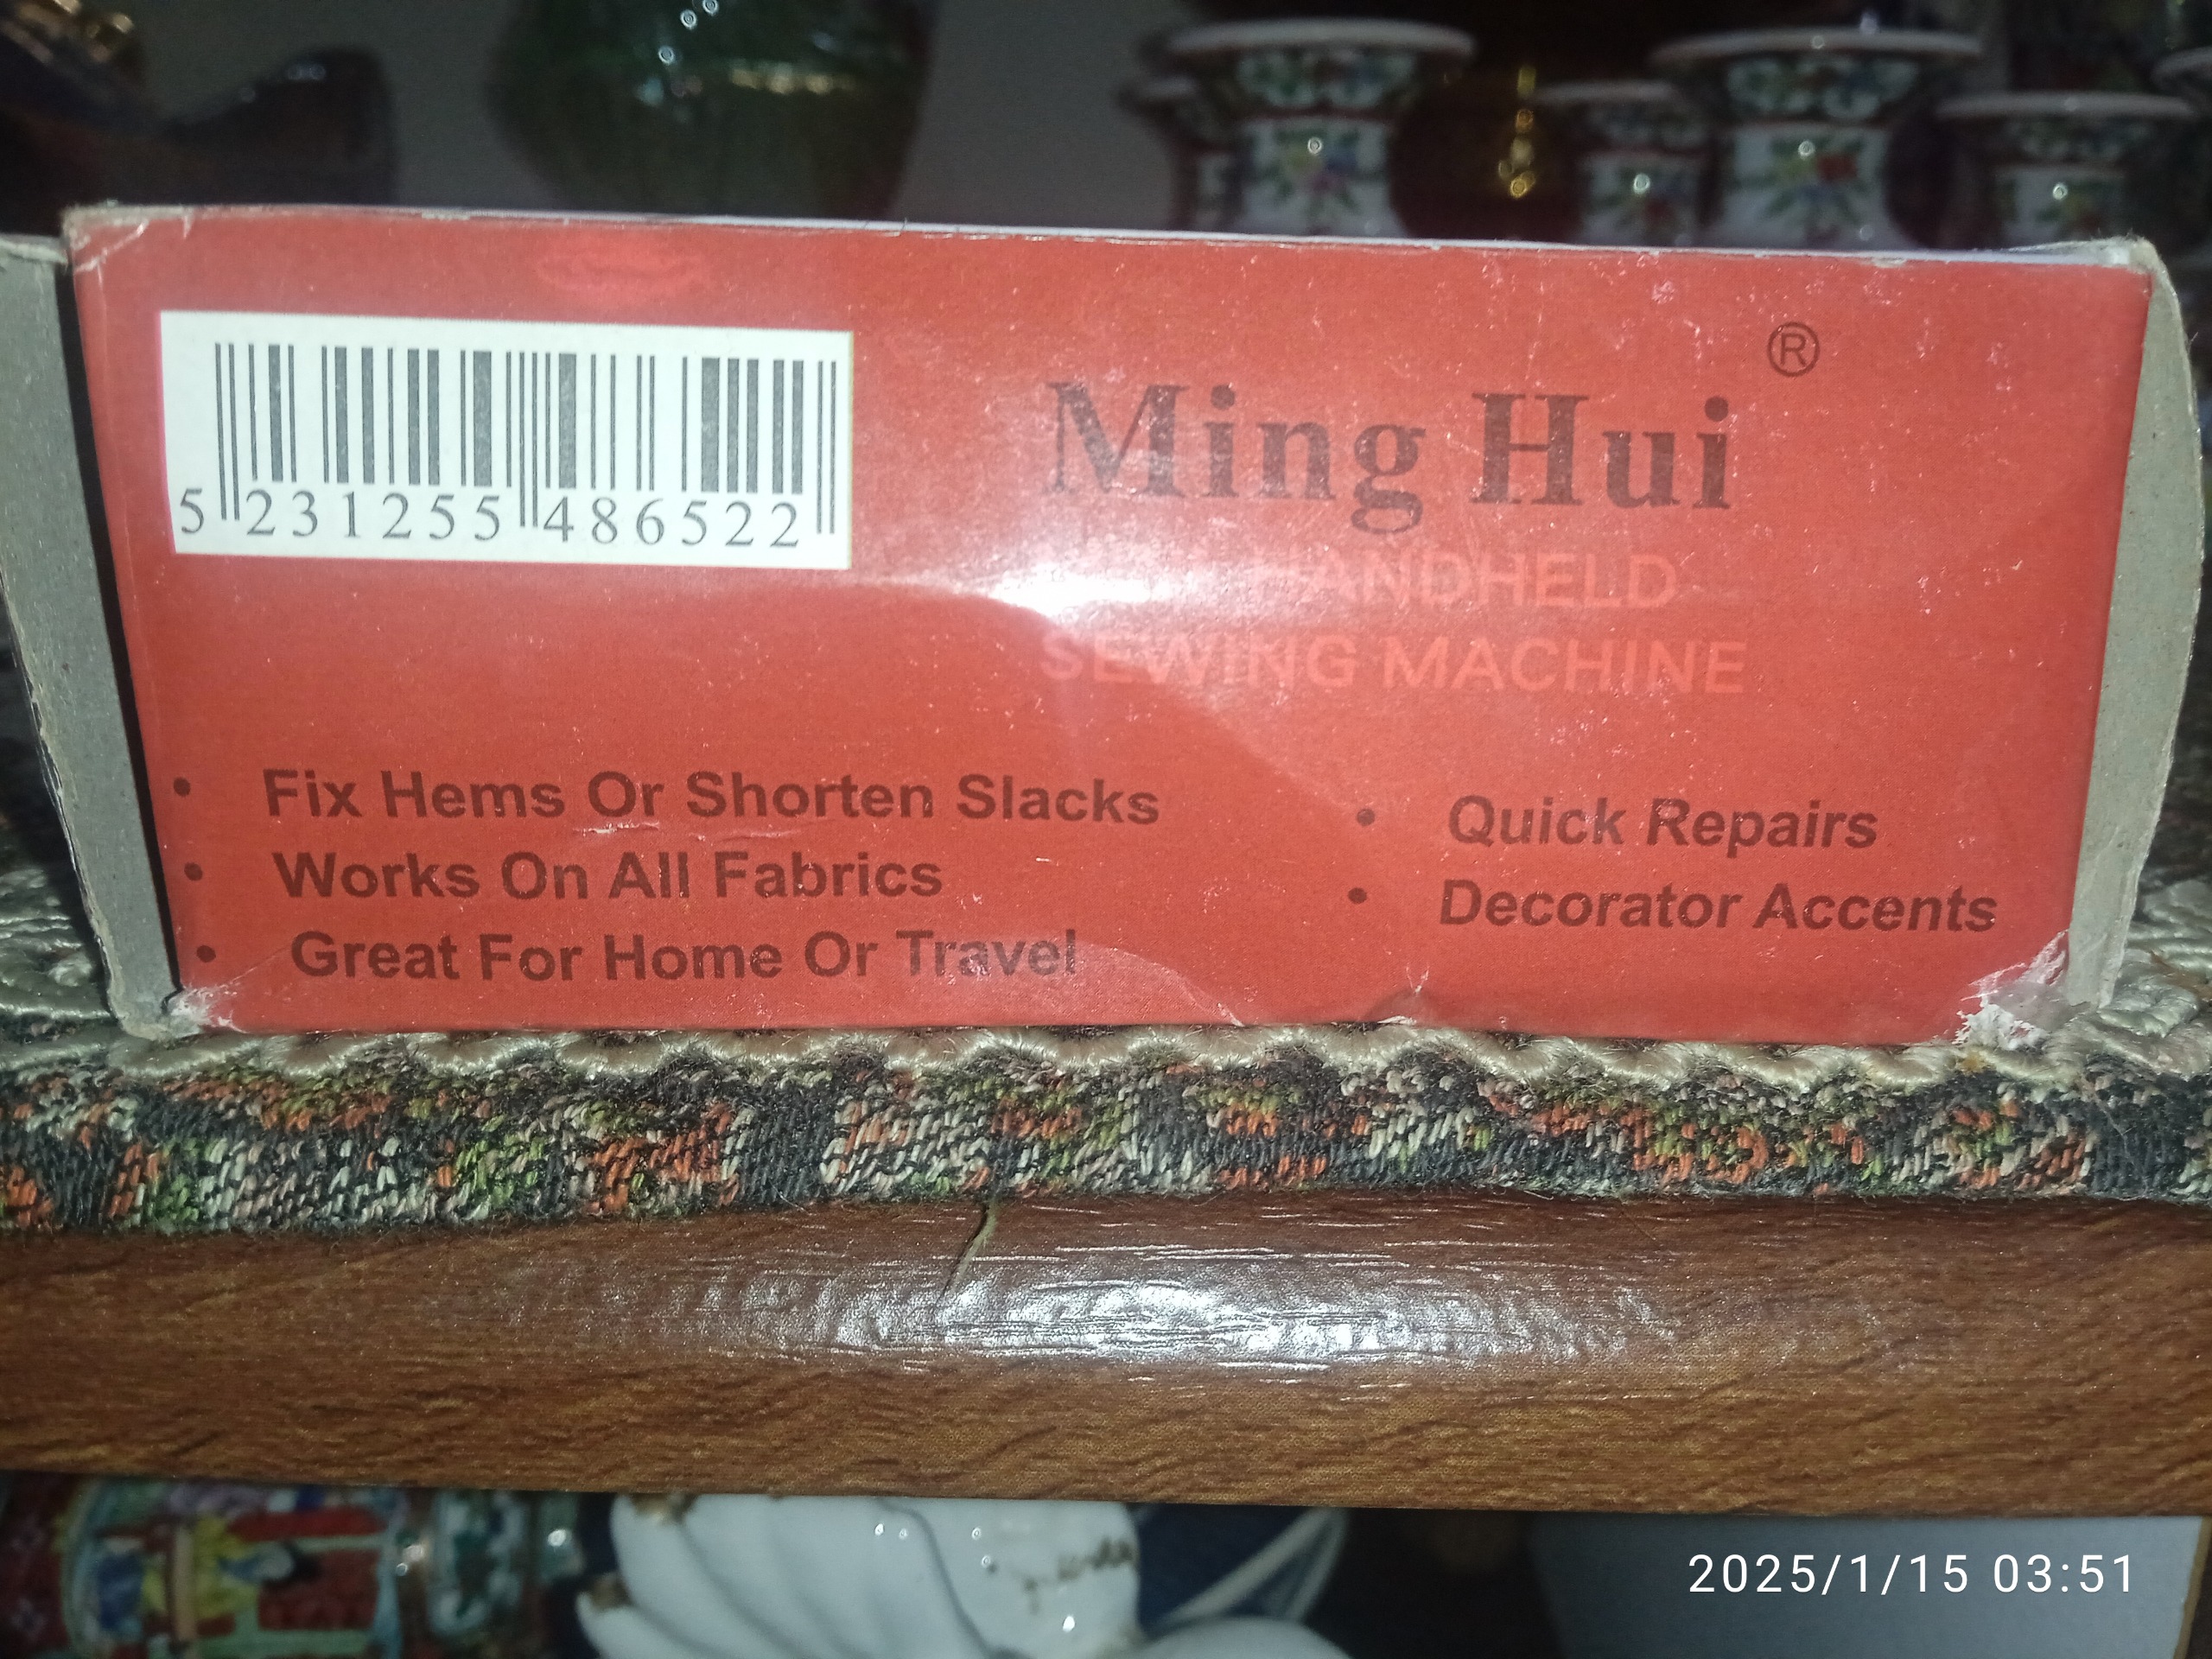 5 231255 486522
Ming Hui ®
HANDHELD
SEWING MACHINE
• Fix Hems Or Shorten Slacks
• Works On All Fabrics
• Great For Home Or Travel
• Quick Repairs
• Decorator Accents
2025/1/15 03:51